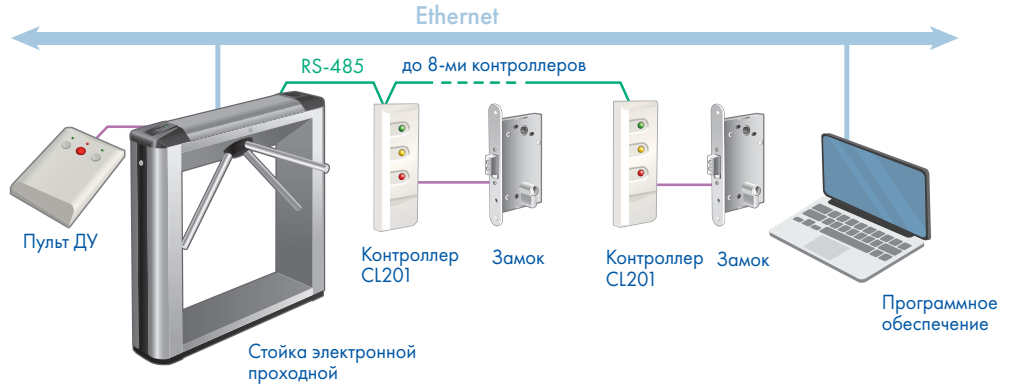 Ethernet
RS-485
до 8-ми контроллеров
Пульт ДУ
Контроллер
CL201
Замок
Контроллер
CL201
Замок
Программное
обеспечение
Стойка электронной
проходной